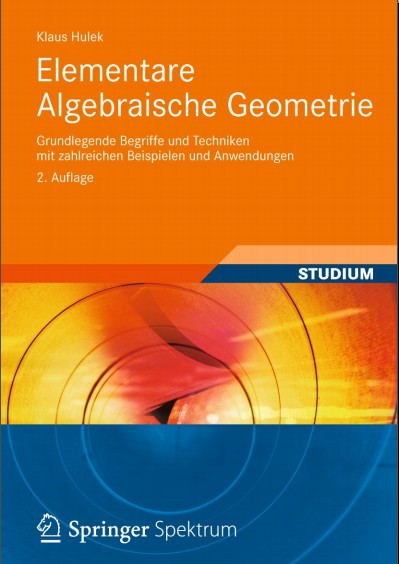 Klaus Hulek
Elementare
Algebraische Geometrie
Grundlegende Begriffe und Techniken
mit zahlreichen Beispielen und Anwendungen
2. Auflage
STUDIUM
Springer Spektrum